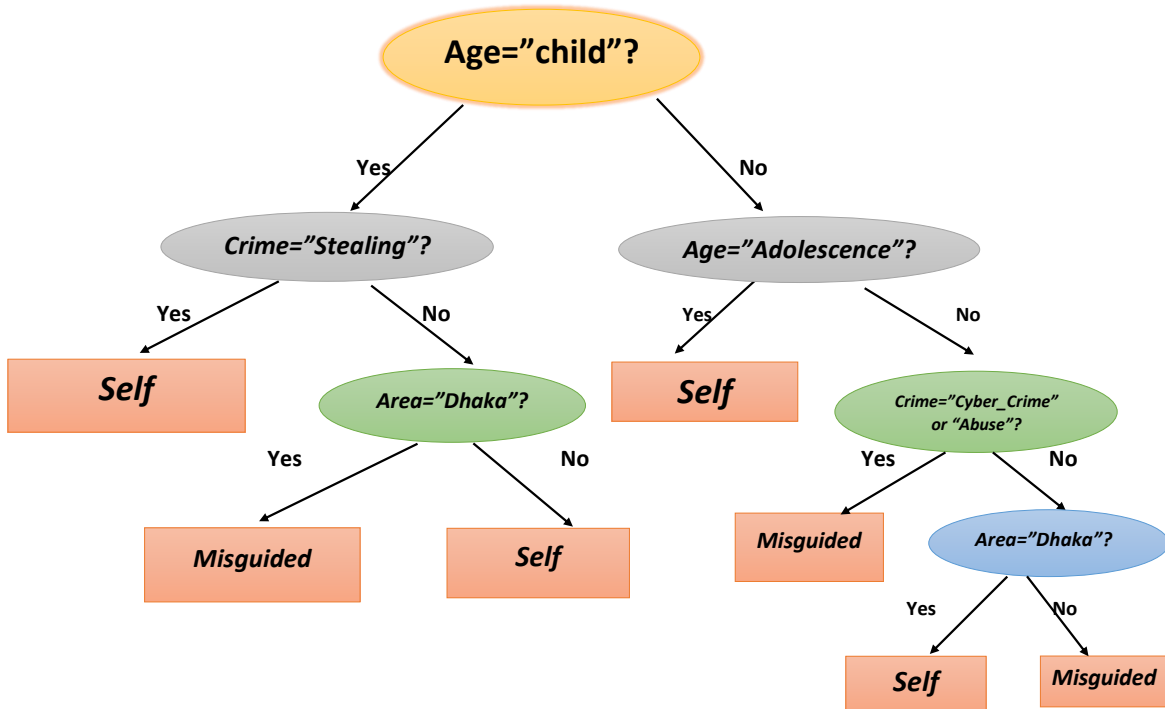 Age=”child”?
Yes
No
Crime=”Stealing”?
Age=”Adolescence”?
Yes
No
Yes
No
Self
Area=”Dhaka”?
Self
Crime=”Cyber_Crime”
or “Abuse”?
Yes
No
Yes
No
Misguided
Self
Misguided
Area=”Dhaka”?
Yes
No
Self
Misguided